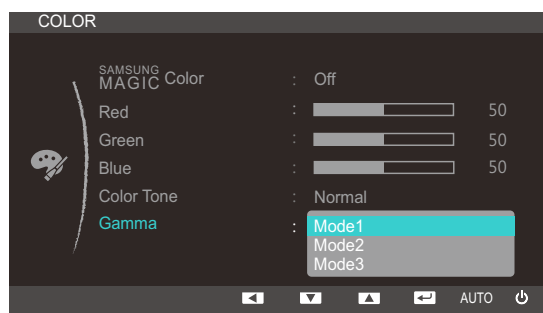 COLOR
SAMSUNG MAGIC Color : Off
Red : 50
Green : 50
Blue : 50
Color Tone : Normal
Gamma : Mode1
Mode2
Mode3
AUTO